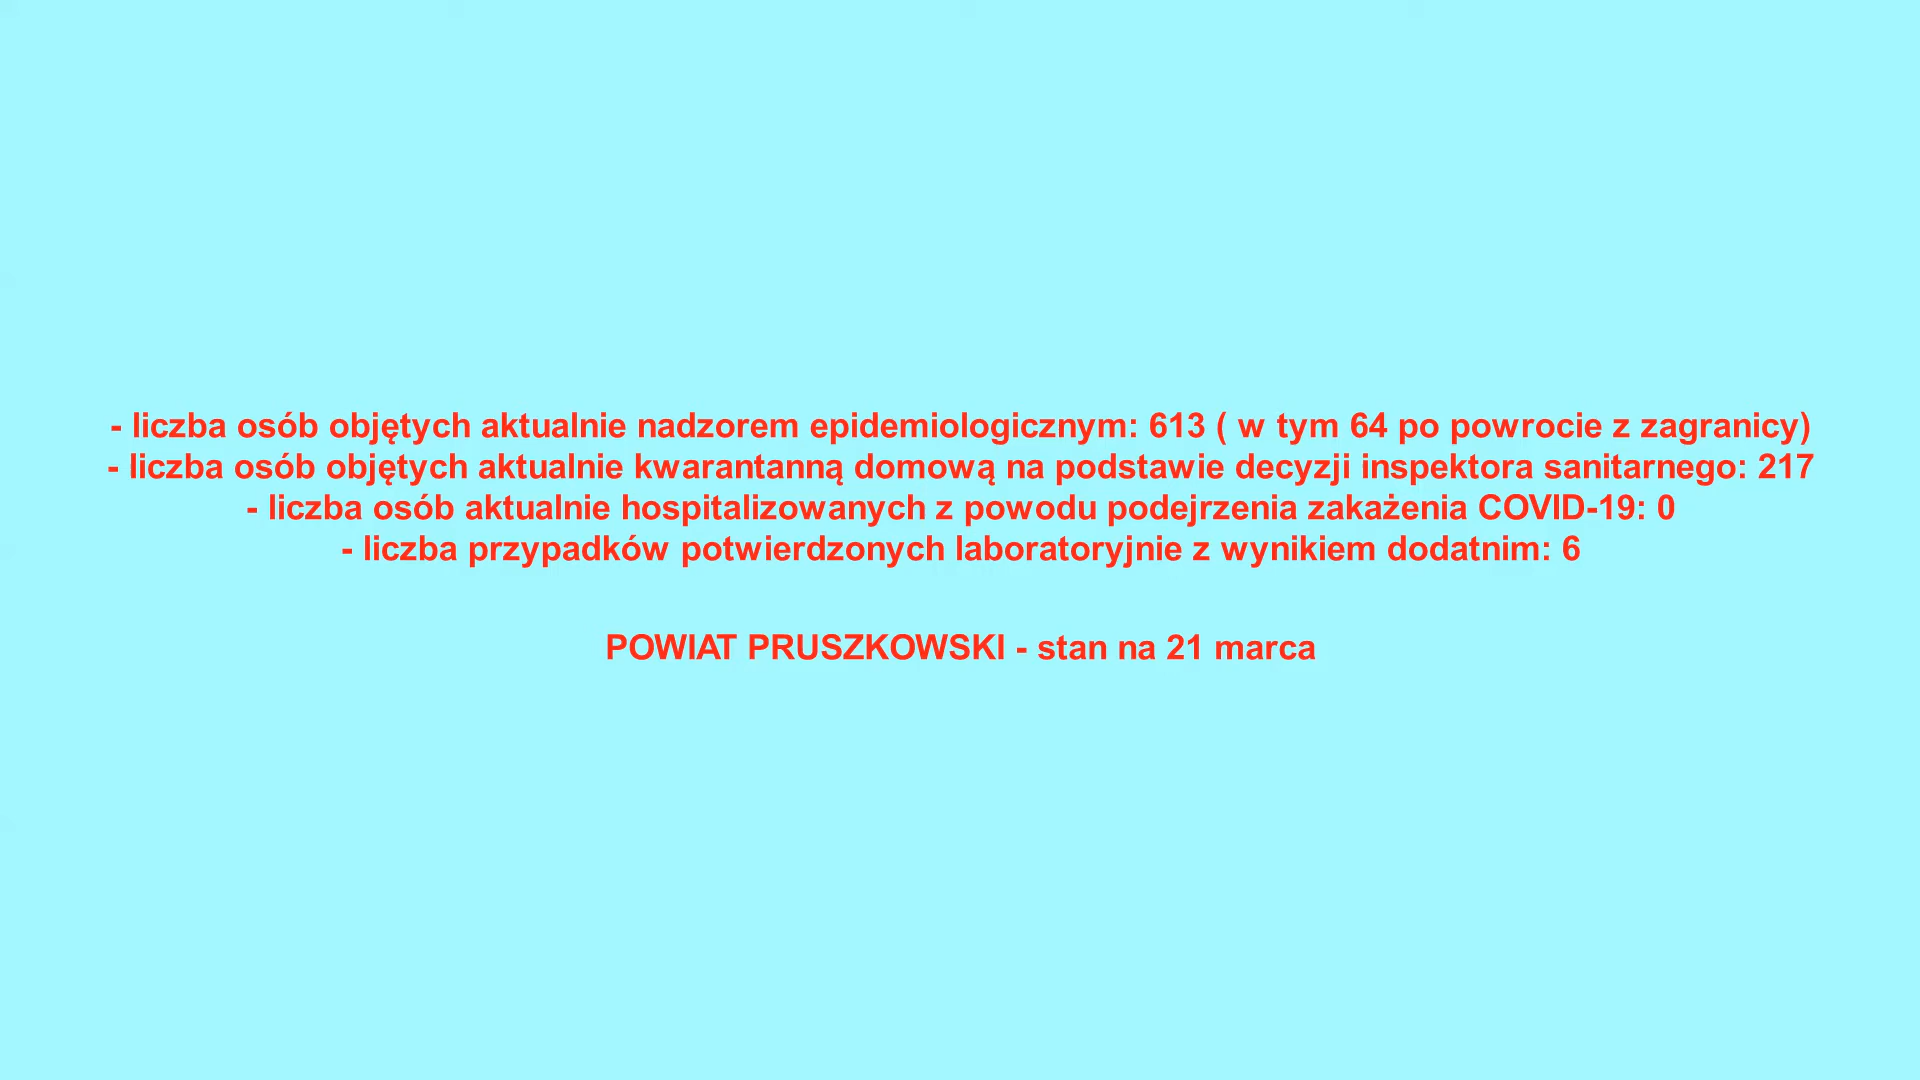 - liczba osób objętych aktualnie nadzorem epidemiologicznym: 613 ( w tym 64 po powrocie z zagranicy)
- liczba osób objętych aktualnie kwarantanną domową na podstawie decyzji inspektora sanitarnego: 217
- liczba osób aktualnie hospitalizowanych z powodu podejrzenia zakażenia COVID-19: 0
- liczba przypadków potwierdzonych laboratoryjnie z wynikiem dodatnim: 6
POWIAT PRUSZKOWSKI - stan na 21 marca